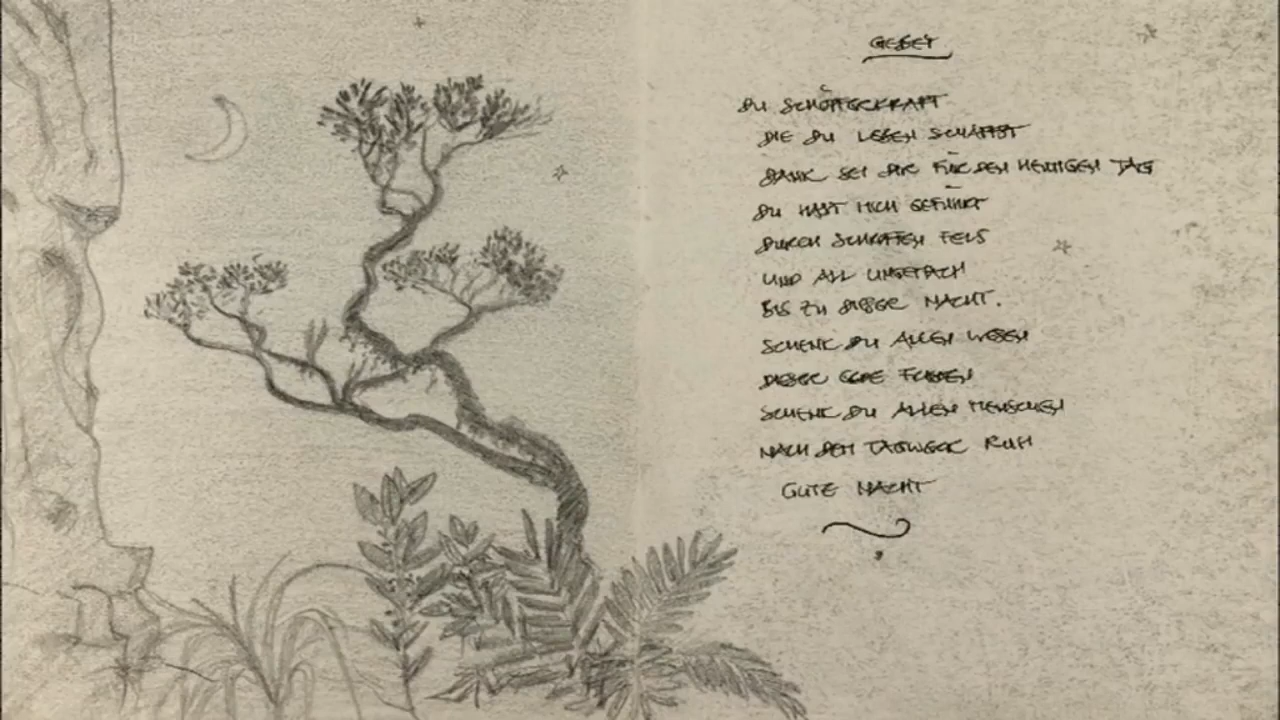 GEBET
DU SCHÖPFERKRAFT
DIE DU LEBEN SCHAFFST
DANK SEI DIR FÜR DEN HEUTIGEN TAG
DU HAST MICH GEFÜHRT
DURCH SCHROFFEN FELS
UND ALL UNGEMACH
BIS ZU DIESER NACHT.
SCHENK DU ALLEN WESEN
DIESER ERDE FRIEDEN
SCHENK DU ALLEN MENSCHEN
NACH DEM TAGWERK RUH
GUTE NACHT